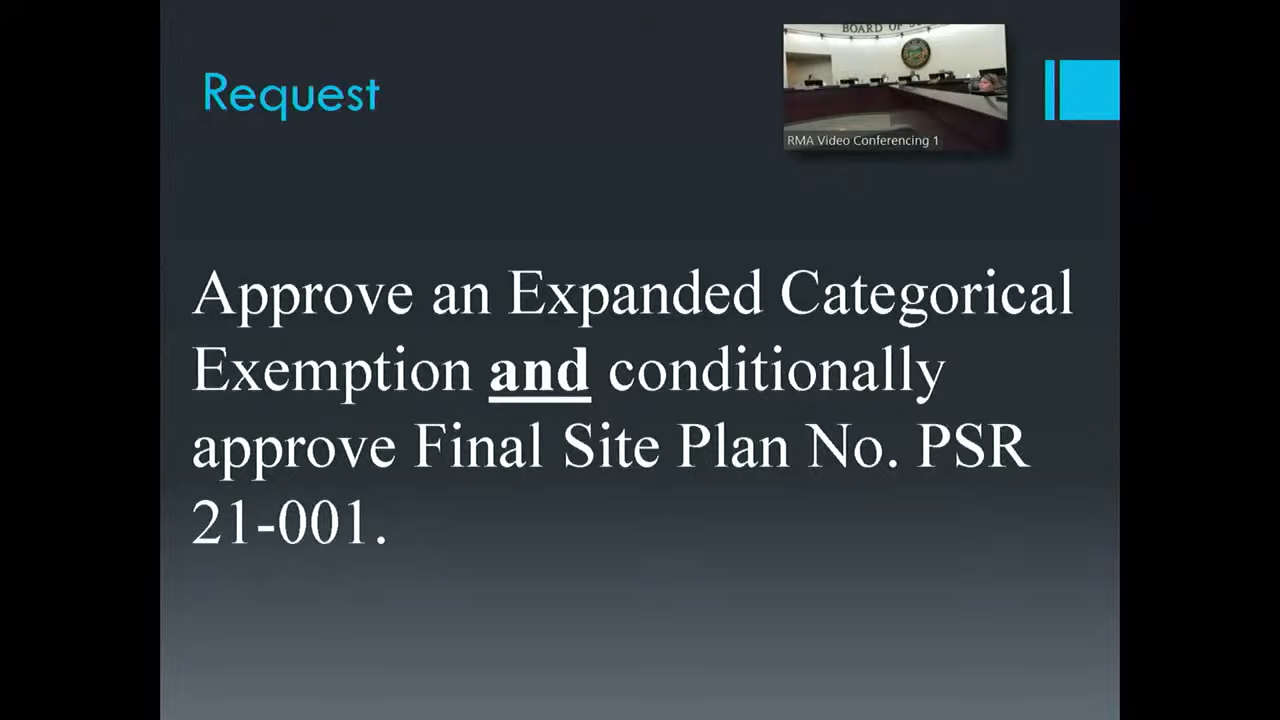 Request
BOARD OF
RMA Video Conferencing 1
Approve an Expanded Categorical
Exemption and conditionally
approve Final Site Plan No. PSR
21-001.